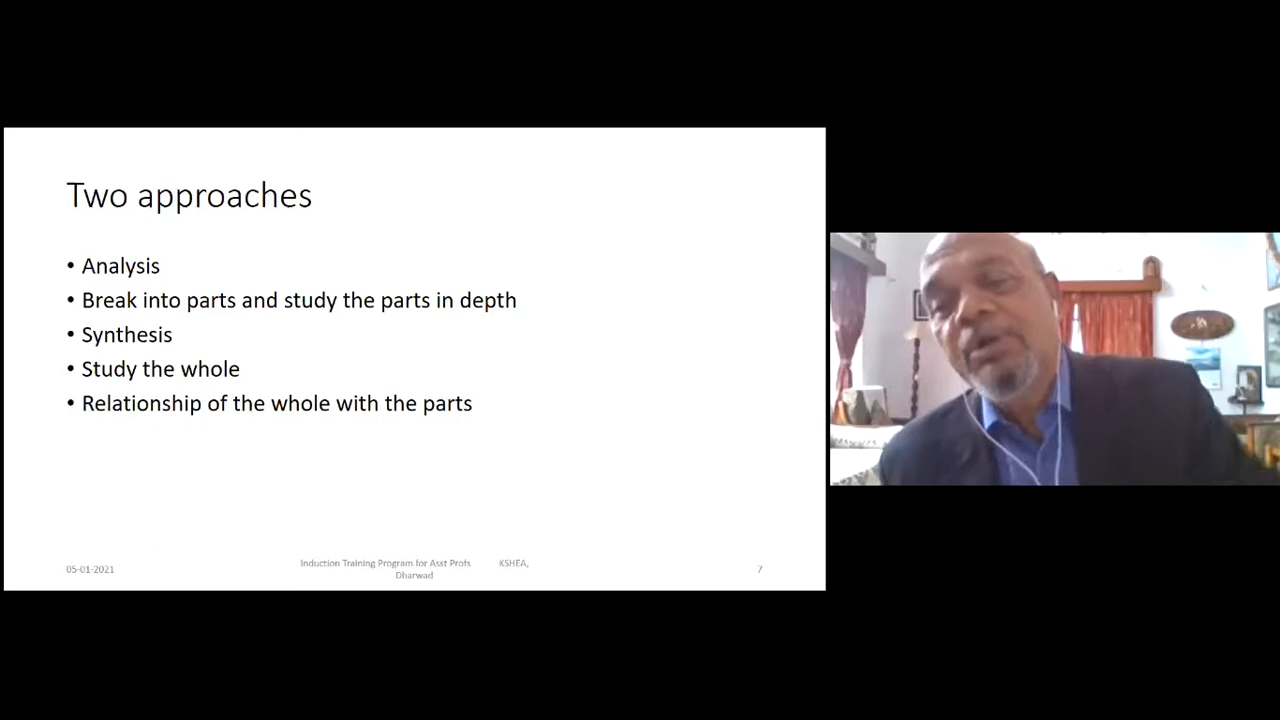 Two approaches
• Analysis
• Break into parts and study the parts in depth
• Synthesis
• Study the whole
• Relationship of the whole with the parts
05-01-2021
Induction Training Program for Asst Profs KSHEA,
Dharwad
7